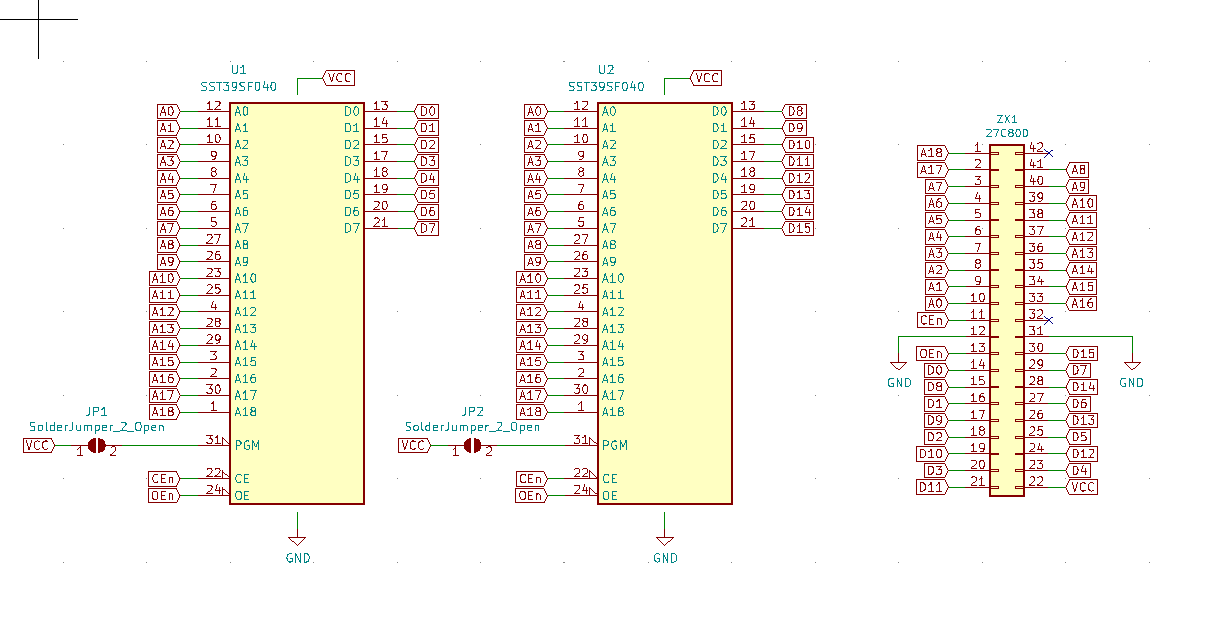 U1
SST39SF040
VCC
A0 12 A0 D0 13 D0
A1 11 A1 D1 14 D1
A2 10 A2 D2 15 D2
A3 9 A3 D3 17 D3
A4 8 A4 D4 18 D4
A5 7 A5 D5 19 D5
A6 6 A6 D6 20 D6
A7 5 A7 D7 21 D7
A8 27 A8
A9 26 A9
A10 23 A10
A11 25 A11
A12 4 A12
A13 28 A13
A14 29 A14
A15 3 A15
A16 2 A16
A17 30 A17
A18 1 A18
JP1
SolderJumper_2_Open
VCC 1 2 31 PGM
CEn 22 CE
OEn 24 OE
GND
U2
SST39SF040
VCC
A0 12 A0 D0 13 D8
A1 11 A1 D1 14 D9
A2 10 A2 D2 15 D10
A3 9 A3 D3 17 D11
A4 8 A4 D4 18 D12
A5 7 A5 D5 19 D13
A6 6 A6 D6 20 D14
A7 5 A7 D7 21 D15
A8 27 A8
A9 26 A9
A10 23 A10
A11 25 A11
A12 4 A12
A13 28 A13
A14 29 A14
A15 3 A15
A16 2 A16
A17 30 A17
A18 1 A18
JP2
SolderJumper_2_Open
VCC 1 2 31 PGM
CEn 22 CE
OEn 24 OE
GND
ZX1
27C800
A18 1 42
A17 2 41 A8
A7 3 40 A9
A6 4 39 A10
A5 5 38 A11
A4 6 37 A12
A3 7 36 A13
A2 8 35 A14
A1 9 34 A15
A0 10 33 A16
CEn 11 32
12 31
OEn 13 30 D15
D0 14 29 D7
D8 15 28 D14
D1 16 27 D6
D9 17 26 D13
D2 18 25 D5
D10 19 24 D12
D3 20 23 D4
D11 21 22 VCC
GND
GND